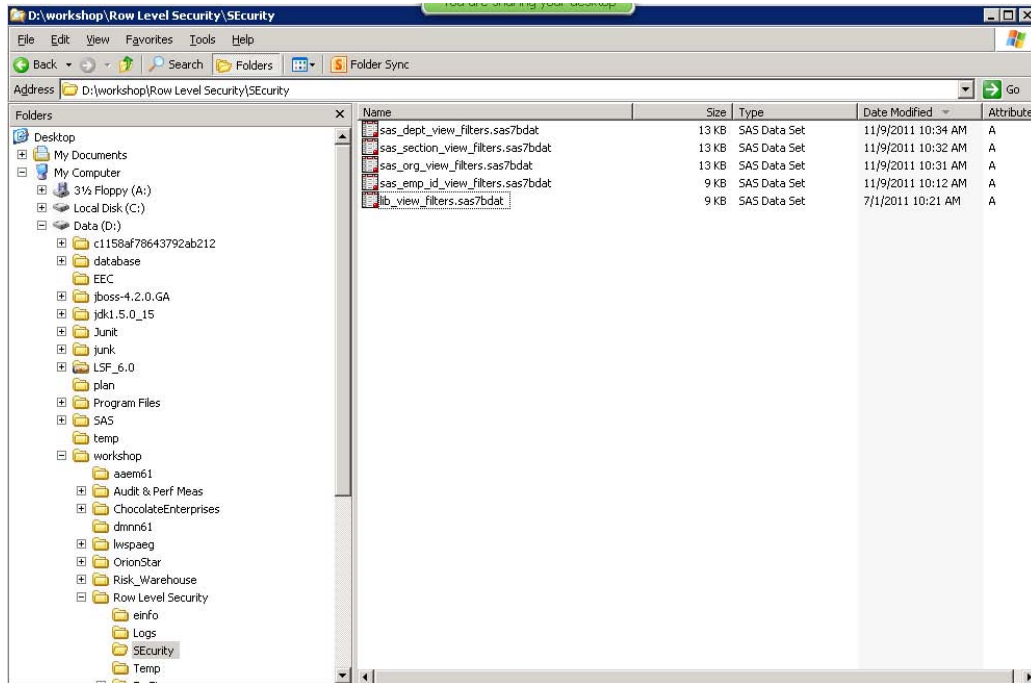 You are sharing your desktop
D:\workshop\Row Level Security\SEcurity
File Edit View Favorites Tools Help
Back Search Folders Folder Sync
Address D:\workshop\Row Level Security\SEcurity Go
Folders
Name Size Type Date Modified Attribute
Desktop
My Documents
My Computer
3½ Floppy (A:)
Local Disk (C:)
Data (D:)
c1158af78643792ab212
database
EEC
jboss-4.2.0.GA
jdk1.5.0_15
Junit
junk
LSF_6.0
plan
Program Files
SAS
temp
workshop
aaem61
Audit & Perf Meas
ChocolateEnterprises
dmnn61
lwspaeg
OrionStar
Risk_Warehouse
Row Level Security
einfo
Logs
SEcurity
Temp
sas_dept_view_filters.sas7bdat 13 KB SAS Data Set 11/9/2011 10:34 AM A
sas_section_view_filters.sas7bdat 13 KB SAS Data Set 11/9/2011 10:32 AM A
sas_org_view_filters.sas7bdat 13 KB SAS Data Set 11/9/2011 10:31 AM A
sas_emp_id_view_filters.sas7bdat 9 KB SAS Data Set 11/9/2011 10:12 AM A
lib_view_filters.sas7bdat 9 KB SAS Data Set 7/1/2011 10:21 AM A